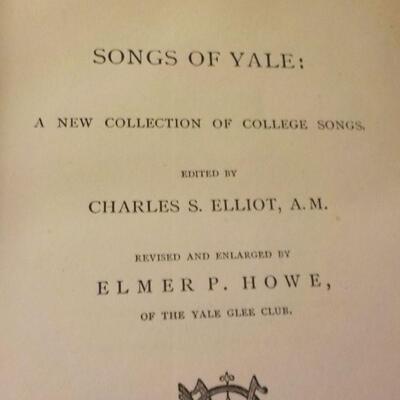 SONGS OF YALE:
A NEW COLLECTION OF COLLEGE SONGS.
EDITED BY
CHARLES S. ELLIOT, A.M.
REVISED AND ENLARGED BY
ELMER P. HOWE,
OF THE YALE GLEE CLUB.